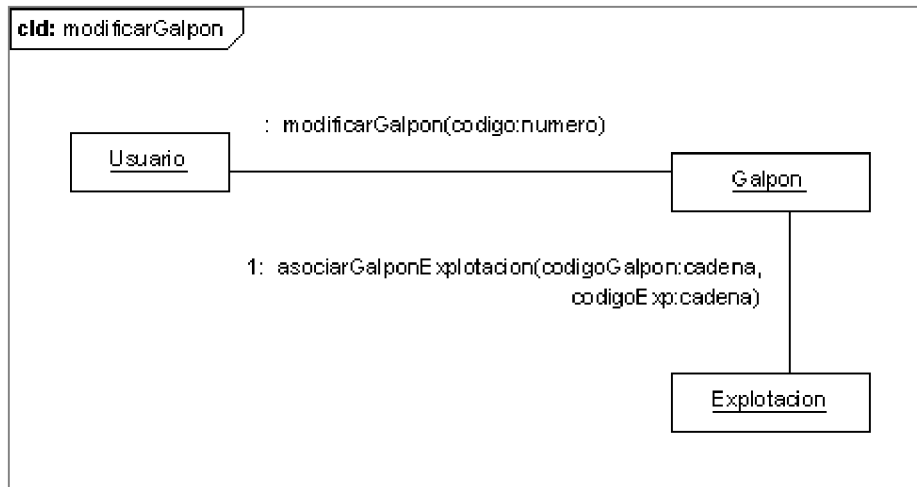 cld: modificarGalpon
: modificarGalpon(codigo:numero)
Usuario
Galpon
1: asociarGalponExplotacion(codigoGalpon:cadena,
codigoExp:cadena)
Explotacion